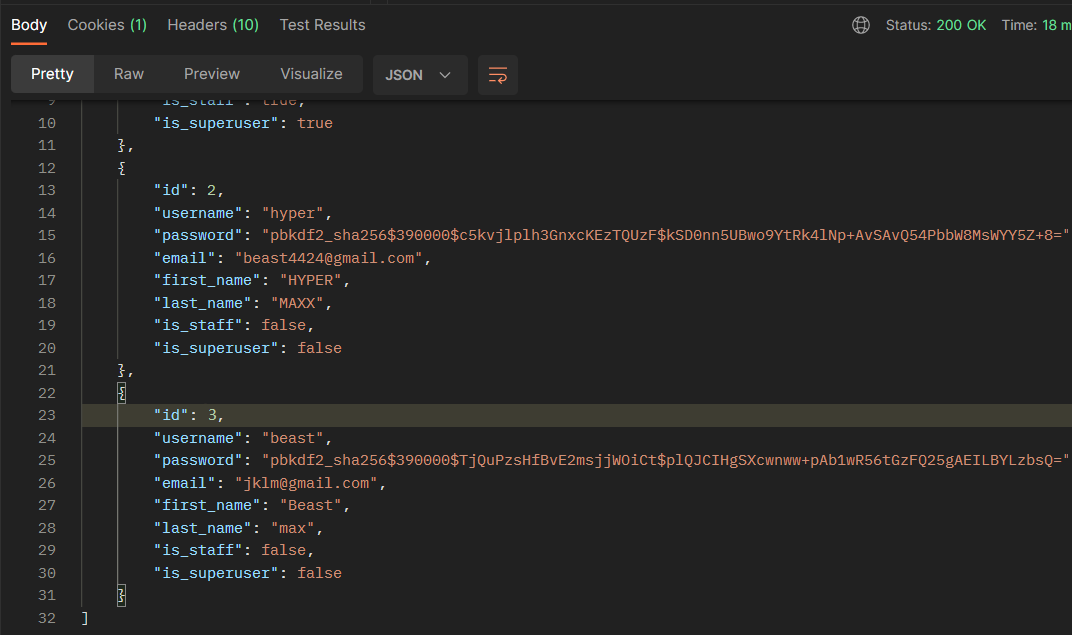 Body Cookies (1) Headers (10) Test Results Status: 200 OK Time: 18 m
Pretty Raw Preview Visualize JSON
9 "is_staff": true,
10 "is_superuser": true
11 },
12 {
13 "id": 2,
14 "username": "hyper",
15 "password": "pbkdf2_sha256$390000$c5kvjlplh3GnxcKEzTQUzF$kSD0nn5UBwo9YtRk4lNp+AvSAvQ54PbbW8MsWYY5Z+8="
16 "email": "beast4424@gmail.com",
17 "first_name": "HYPER",
18 "last_name": "MAXX",
19 "is_staff": false,
20 "is_superuser": false
21 },
22 {
23 "id": 3,
24 "username": "beast",
25 "password": "pbkdf2_sha256$390000$TjQuPzsHfBvE2msjjWOiCt$plQJCIHgSXcwnww+pAb1wR56tGzFQ25gAEILBYLzbsQ="
26 "email": "jklm@gmail.com",
27 "first_name": "Beast",
28 "last_name": "max",
29 "is_staff": false,
30 "is_superuser": false
31 }
32 ]